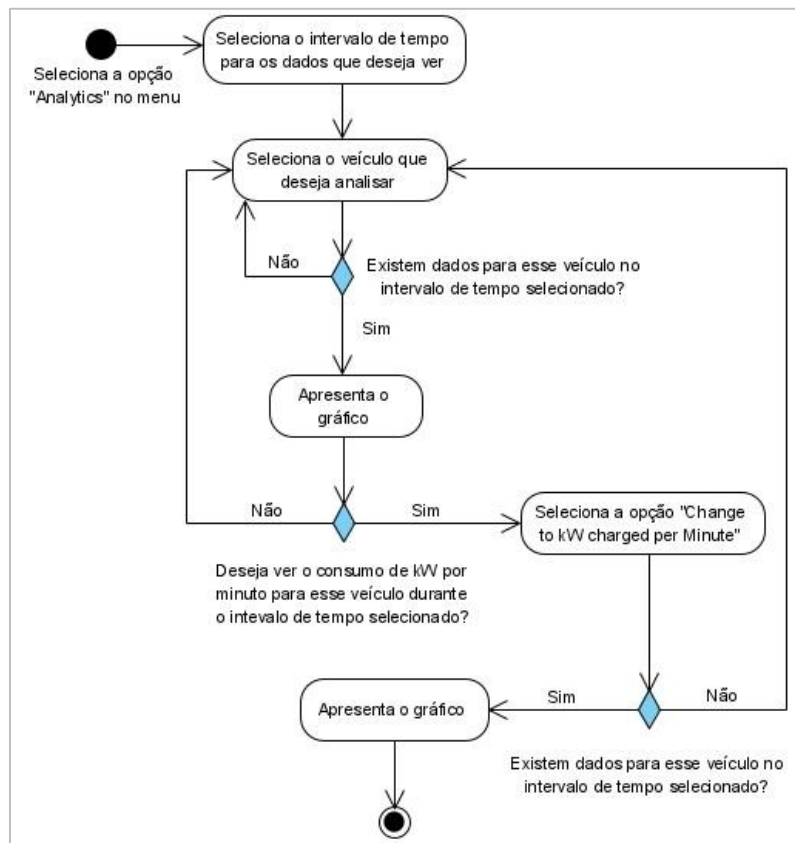 Seleciona o intervalo de tempo
para os dados que deseja ver
Seleciona a opção
"Analytics" no menu
Seleciona o veículo que
deseja analisar
Não
Existem dados para esse veículo no
intervalo de tempo selecionado?
Sim
Apresenta o
gráfico
Não
Sim
Seleciona a opção "Change
to kW charged per Minute"
Deseja ver o consumo de kW por
minuto para esse veículo durante
o intevalo de tempo selecionado?
Apresenta o gráfico
Sim
Não
Existem dados para esse veículo no
intervalo de tempo selecionado?